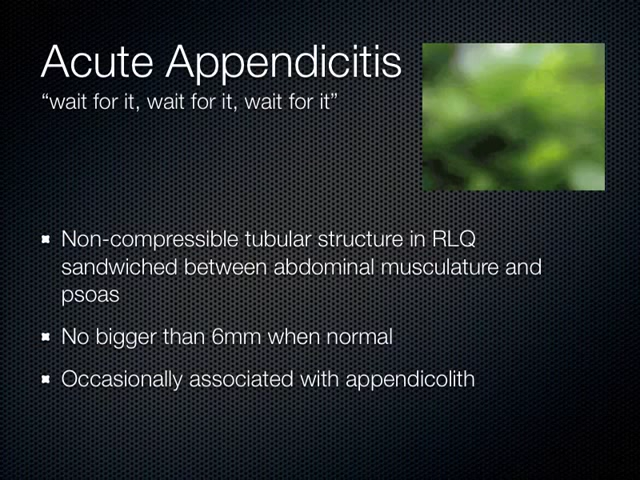 Acute Appendicitis
“wait for it, wait for it, wait for it”
Non-compressible tubular structure in RLQ
sandwiched between abdominal musculature and
psoas
No bigger than 6mm when normal
Occasionally associated with appendicolith